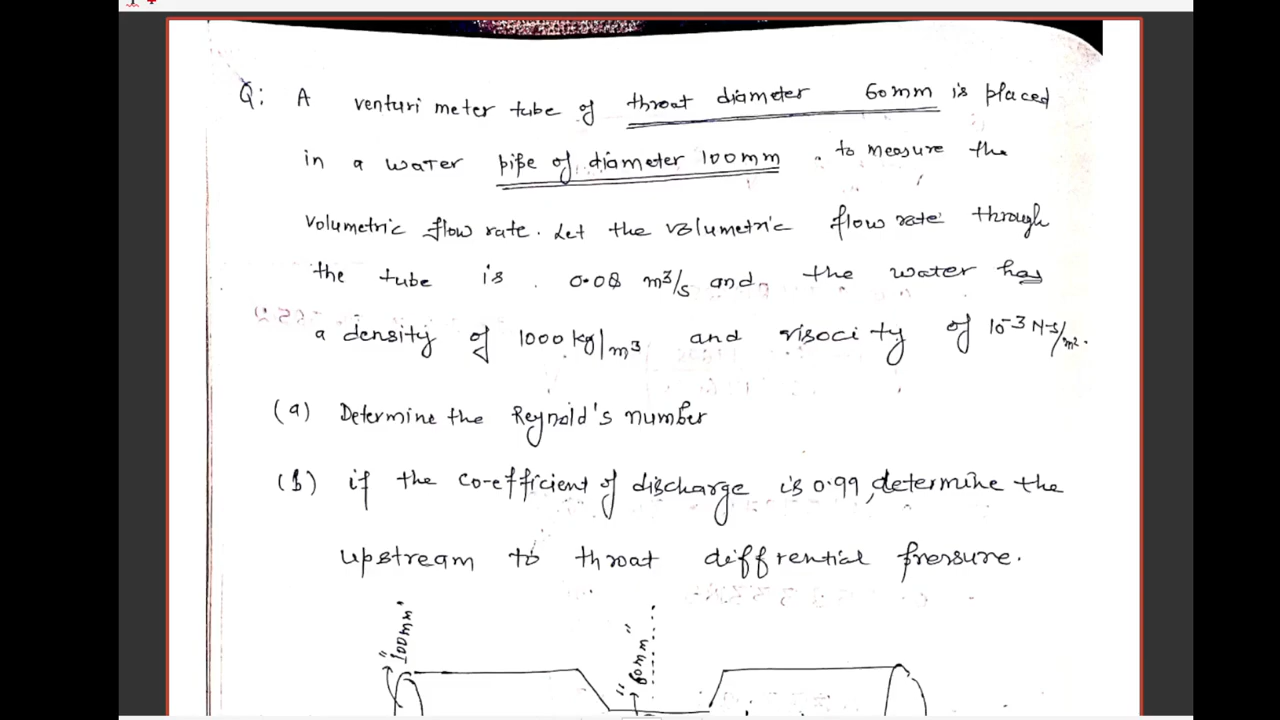 Q: A venturi meter tube of throat diameter 60mm is placed
in a water pipe of diameter 100mm . to measure the
volumetric flow rate. Let the volumetric flow rate through
the tube is . 0.08 m³/s and. the water has
a density of 1000 kg/m³ and visocity of 10⁻³ N-s/m².
(a) Determine the Reynold's number
(b) if the co-efficient of discharge is 0.99, determine the
upstream to throat diffrential pressure.
"100mm"
"60mm"